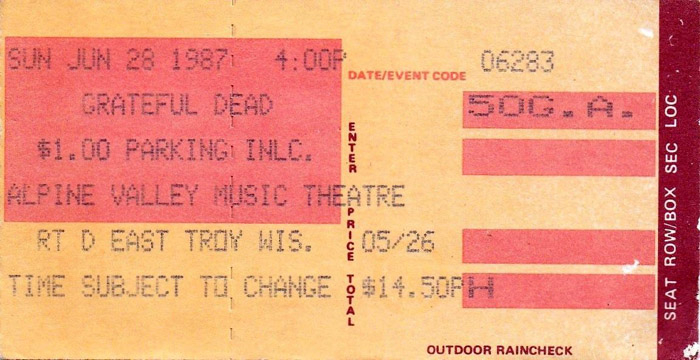 SUN JUN 28 1987 4:00P 06283
DATE/EVENT CODE
GRATEFUL DEAD 50G.A.
$1.00 PARKING INLC.
ALPINE VALLEY MUSIC THEATRE
RT D EAST TROY WIS. 05/26
TIME SUBJECT TO CHANGE $14.50PH
ENTER PRICE TOTAL
OUTDOOR RAINCHECK
SEAT ROW/BOX SEC LOC